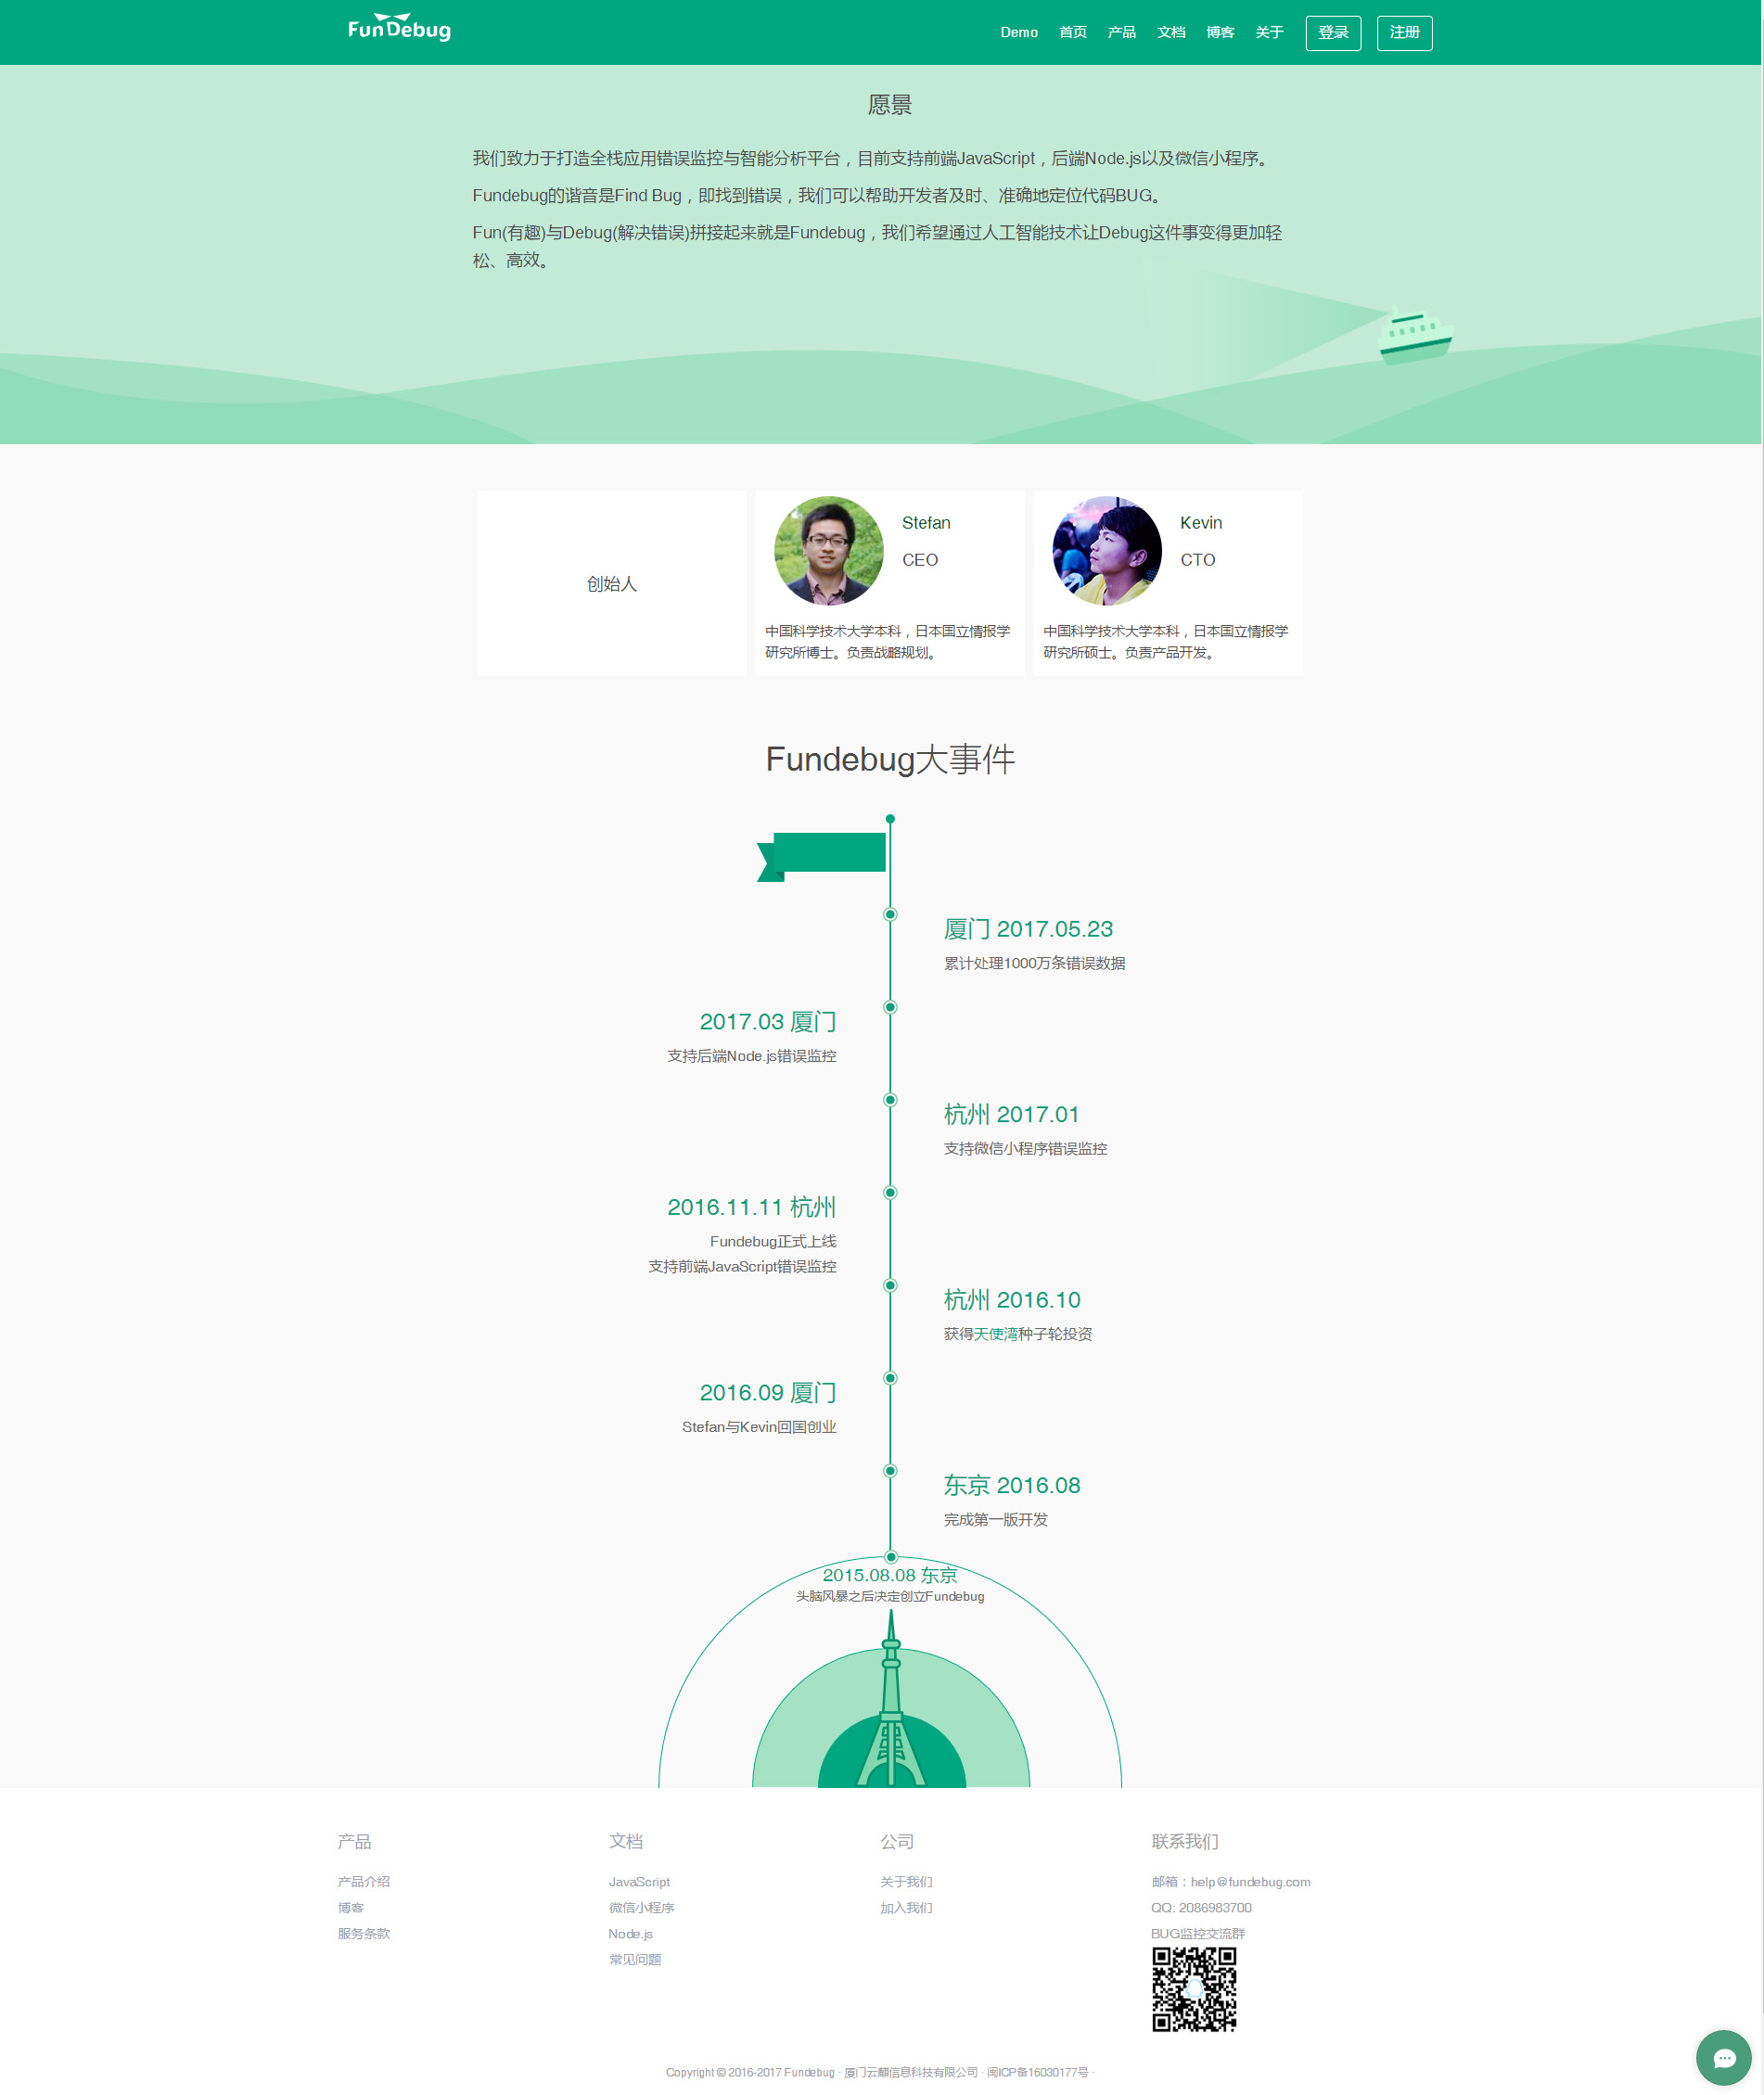 FunDebug
Demo 首页 产品 文档 博客 关于 登录 注册
愿景
我们致力于打造全栈应用错误监控与智能分析平台，目前支持前端JavaScript，后端Node.js以及微信小程序。
Fundebug的谐音是Find Bug，即找到错误，我们可以帮助开发者及时、准确地定位代码BUG。
Fun(有趣)与Debug(解决错误)拼接起来就是Fundebug，我们希望通过人工智能技术让Debug这件事变得更加轻
松、高效。
创始人
Stefan
CEO
中国科学技术大学本科，日本国立情报学
研究所博士。负责战略规划。
Kevin
CTO
中国科学技术大学本科，日本国立情报学
研究所硕士。负责产品开发。
Fundebug大事件
厦门 2017.05.23
累计处理1000万条错误数据
2017.03 厦门
支持后端Node.js错误监控
杭州 2017.01
支持微信小程序错误监控
2016.11.11 杭州
Fundebug正式上线
支持前端JavaScript错误监控
杭州 2016.10
获得天使湾种子轮投资
2016.09 厦门
Stefan与Kevin回国创业
东京 2016.08
完成第一版开发
2015.08.08 东京
头脑风暴之后决定创立Fundebug
产品
产品介绍
博客
服务条款
文档
JavaScript
微信小程序
Node.js
常见问题
公司
关于我们
加入我们
联系我们
邮箱：help@fundebug.com
QQ: 2086983700
BUG监控交流群
Copyright © 2016-2017 Fundebug · 厦门云麒信息科技有限公司 · 闽ICP备16030177号 ·